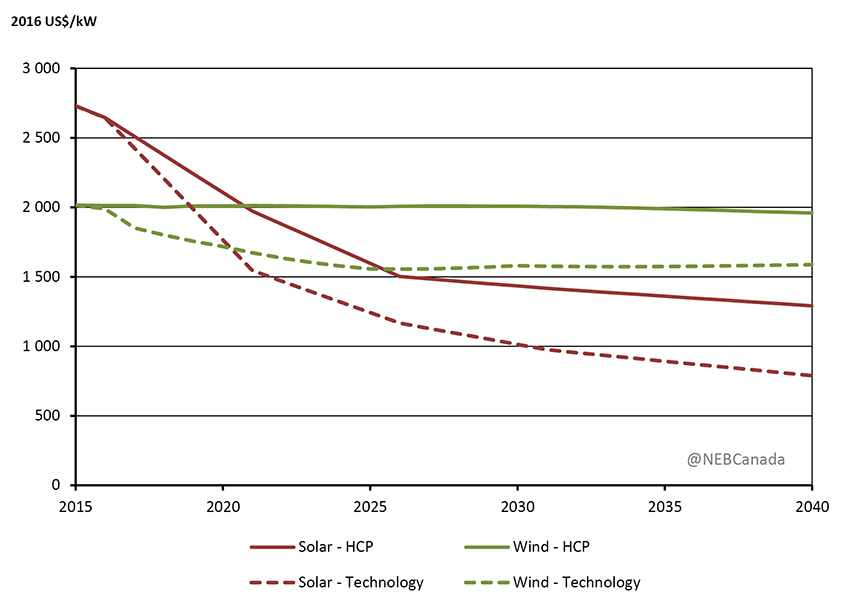 2016 US$/kW
3 000
2 500
2 000
1 500
1 000
500
0
@NEBCanada
2015 2020 2025 2030 2035 2040
Solar - HCP Wind - HCP
Solar - Technology Wind - Technology